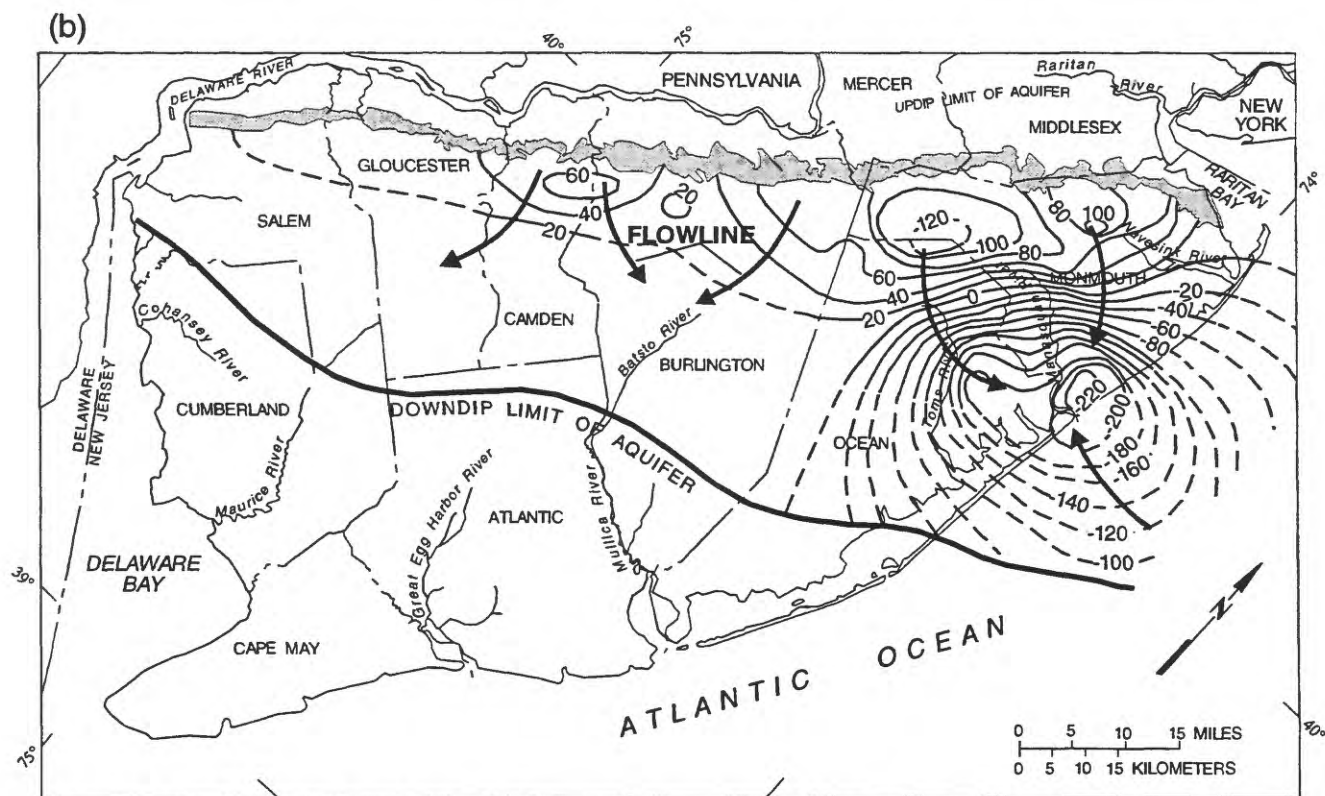 (b)
40°
75°
DELAWARE RIVER
PENNSYLVANIA
MERCER
Raritan
River
UPDIP LIMIT OF AQUIFER
MIDDLESEX
NEW
YORK
74°
RARITAN
BAY
GLOUCESTER
60
40
20
20
FLOWLINE
SALEM
-120-
100
80
80
100
Navesink River
MONMOUTH
60
40
20
0
-20
-40
-60
-80
Manasquan
Toms River
Cohansey River
CAMDEN
Batsto River
BURLINGTON
DELAWARE
NEW JERSEY
CUMBERLAND
DOWNDIP LIMIT OF AQUIFER
OCEAN
-220-
-200-
-180-
-160-
-140-
-120-
-100-
Maurice River
Great Egg Harbor River
ATLANTIC
Mullica River
DELAWARE
BAY
39°
CAPE MAY
ATLANTIC OCEAN
N
75°
40°
0 5 10 15 MILES
0 5 10 15 KILOMETERS